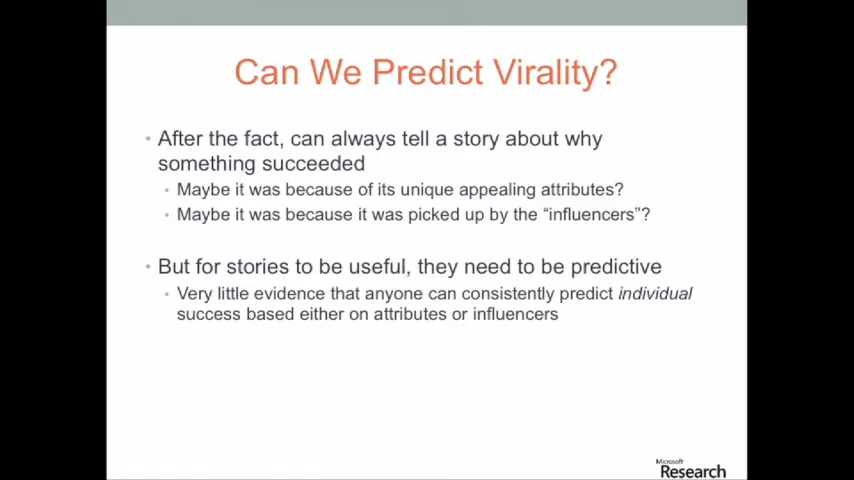 Can We Predict Virality?
• After the fact, can always tell a story about why
something succeeded
• Maybe it was because of its unique appealing attributes?
• Maybe it was because it was picked up by the “influencers”?
• But for stories to be useful, they need to be predictive
• Very little evidence that anyone can consistently predict individual
success based either on attributes or influencers
Microsoft
Research